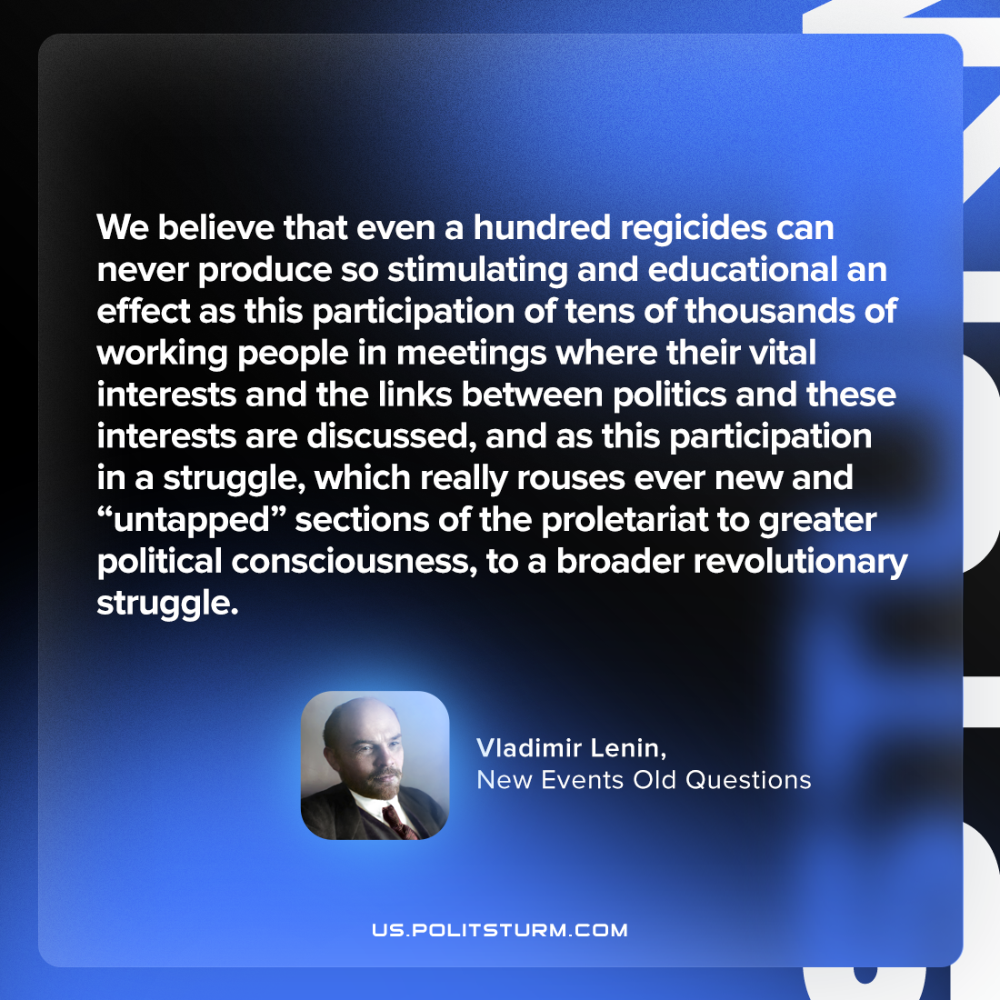 We believe that even a hundred regicides can
never produce so stimulating and educational an
effect as this participation of tens of thousands of
working people in meetings where their vital
interests and the links between politics and these
interests are discussed, and as this participation
in a struggle, which really rouses ever new and
“untapped” sections of the proletariat to greater
political consciousness, to a broader revolutionary
struggle.
Vladimir Lenin,
New Events Old Questions
US.POLITSTURM.COM